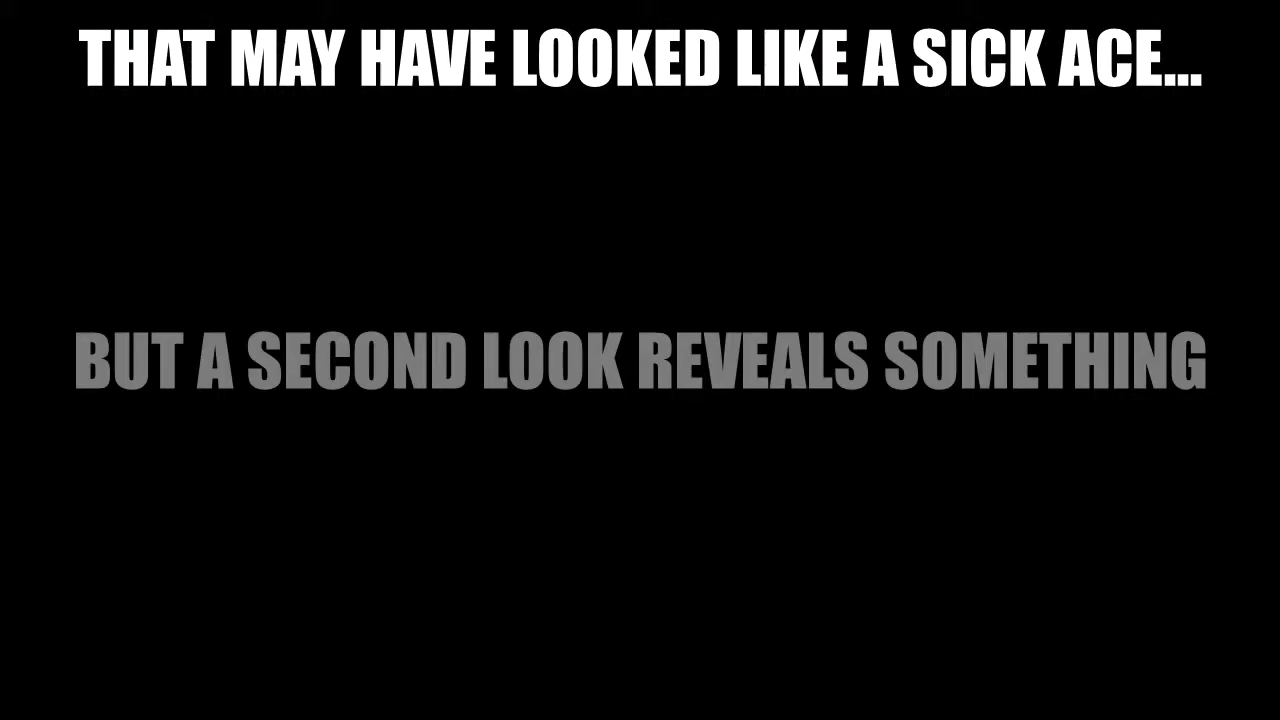 THAT MAY HAVE LOOKED LIKE A SICK ACE...
BUT A SECOND LOOK REVEALS SOMETHING